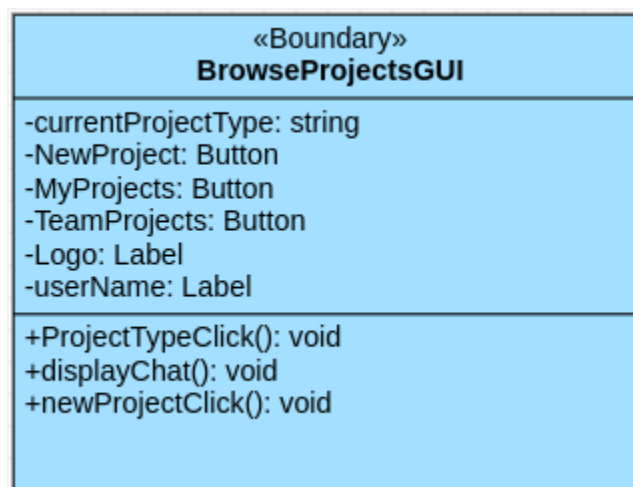 «Boundary»
BrowseProjectsGUI
-currentProjectType: string
-NewProject: Button
-MyProjects: Button
-TeamProjects: Button
-Logo: Label
-userName: Label
+ProjectTypeClick(): void
+displayChat(): void
+newProjectClick(): void